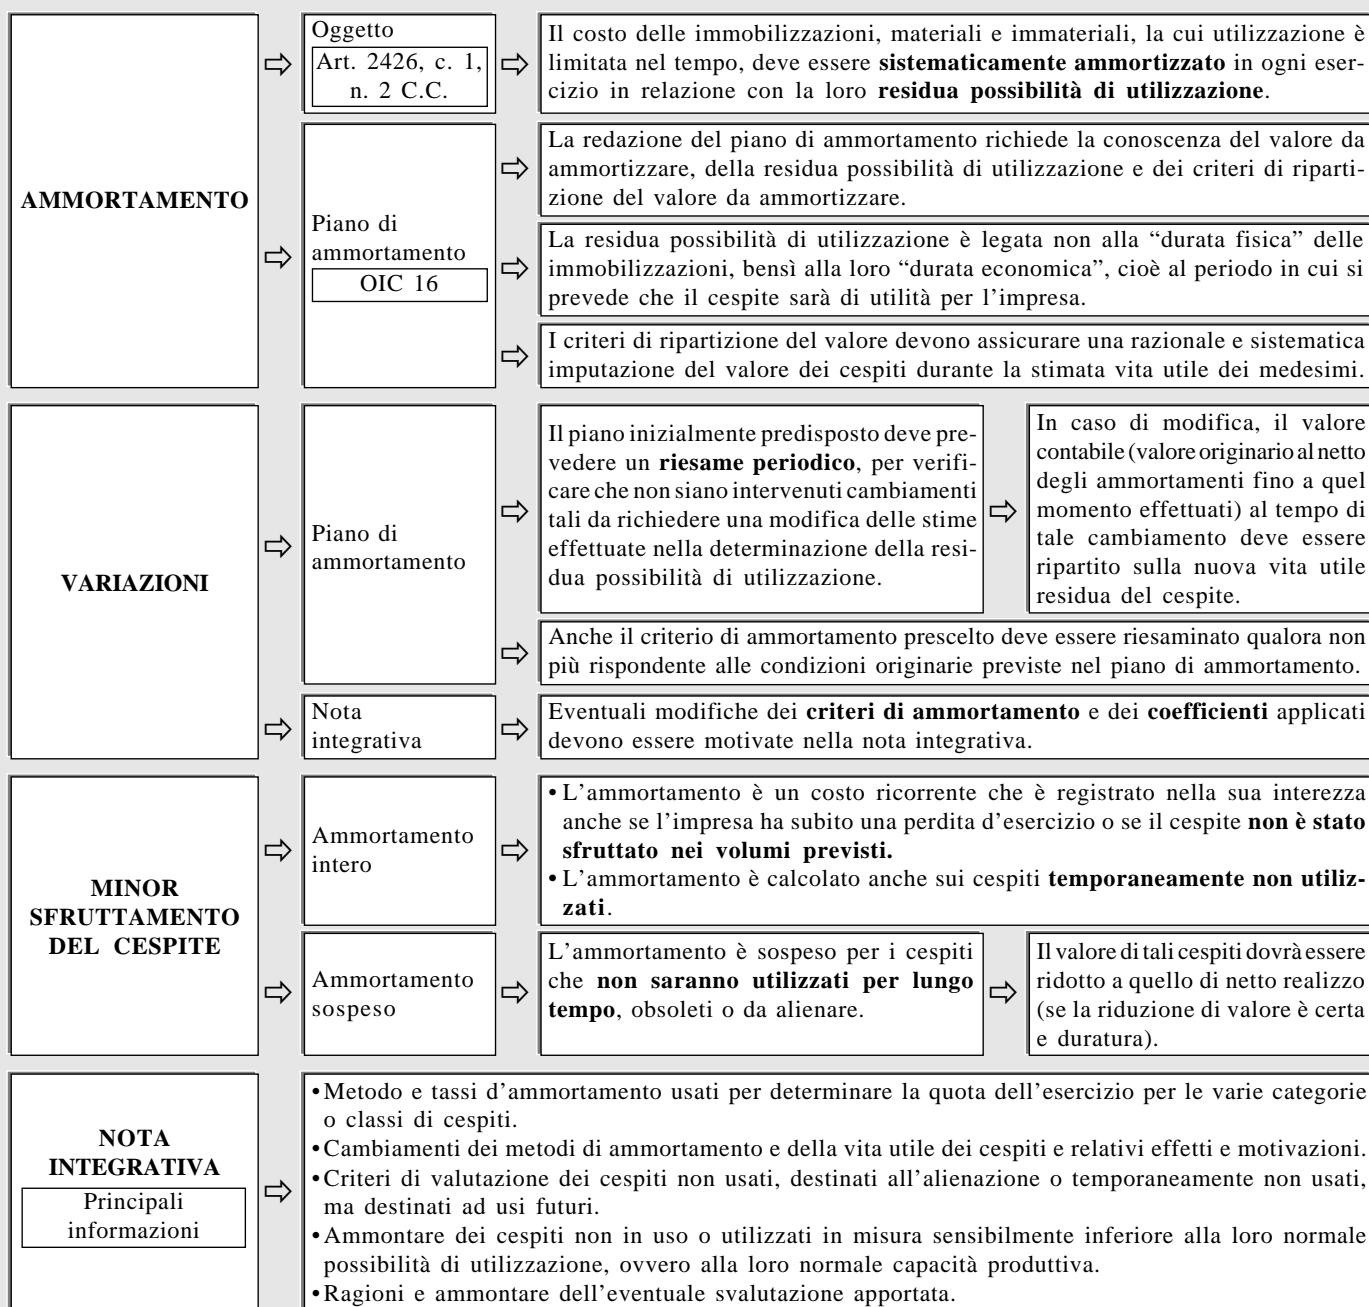 AMMORTAMENTO
Oggetto
Art. 2426, c. 1,
n. 2 C.C.
Il costo delle immobilizzazioni, materiali e immateriali, la cui utilizzazione è
limitata nel tempo, deve essere sistematicamente ammortizzato in ogni eser-
cizio in relazione con la loro residua possibilità di utilizzazione.
Piano di
ammortamento
OIC 16
La redazione del piano di ammortamento richiede la conoscenza del valore da
ammortizzare, della residua possibilità di utilizzazione e dei criteri di riparti-
zione del valore da ammortizzare.
La residua possibilità di utilizzazione è legata non alla “durata fisica” delle
immobilizzazioni, bensì alla loro “durata economica”, cioè al periodo in cui si
prevede che il cespite sarà di utilità per l'impresa.
I criteri di ripartizione del valore devono assicurare una razionale e sistematica
imputazione del valore dei cespiti durante la stimata vita utile dei medesimi.
VARIAZIONI
Piano di
ammortamento
Il piano inizialmente predisposto deve pre-
vedere un riesame periodico, per verifi-
care che non siano intervenuti cambiamenti
tali da richiedere una modifica delle stime
effettuate nella determinazione della resi-
dua possibilità di utilizzazione.
In caso di modifica, il valore
contabile (valore originario al netto
degli ammortamenti fino a quel
momento effettuati) al tempo di
tale cambiamento deve essere
ripartito sulla nuova vita utile
residua del cespite.
Anche il criterio di ammortamento prescelto deve essere riesaminato qualora non
più rispondente alle condizioni originarie previste nel piano di ammortamento.
Nota
integrativa
Eventuali modifiche dei criteri di ammortamento e dei coefficienti applicati
devono essere motivate nella nota integrativa.
MINOR
SFRUTTAMENTO
DEL CESPITE
Ammortamento
intero
• L'ammortamento è un costo ricorrente che è registrato nella sua interezza
anche se l'impresa ha subito una perdita d'esercizio o se il cespite non è stato
sfruttato nei volumi previsti.
• L'ammortamento è calcolato anche sui cespiti temporaneamente non utiliz-
zati.
Ammortamento
sospeso
L'ammortamento è sospeso per i cespiti
che non saranno utilizzati per lungo
tempo, obsoleti o da alienare.
Il valore di tali cespiti dovrà essere
ridotto a quello di netto realizzo
(se la riduzione di valore è certa
e duratura).
NOTA
INTEGRATIVA
Principali
informazioni
• Metodo e tassi d'ammortamento usati per determinare la quota dell'esercizio per le varie categorie
o classi di cespiti.
• Cambiamenti dei metodi di ammortamento e della vita utile dei cespiti e relativi effetti e motivazioni.
• Criteri di valutazione dei cespiti non usati, destinati all'alienazione o temporaneamente non usati,
ma destinati ad usi futuri.
• Ammontare dei cespiti non in uso o utilizzati in misura sensibilmente inferiore alla loro normale
possibilità di utilizzazione, ovvero alla loro normale capacità produttiva.
• Ragioni e ammontare dell'eventuale svalutazione apportata.